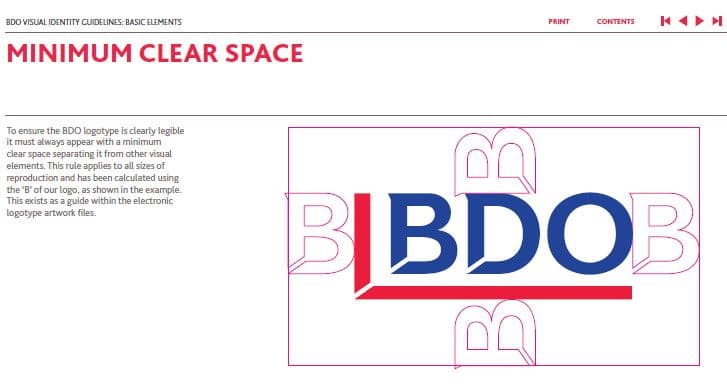 BDO VISUAL IDENTITY GUIDELINES: BASIC ELEMENTS
PRINT
CONTENTS
MINIMUM CLEAR SPACE
To ensure the BDO logotype is clearly legible
it must always appear with a minimum
clear space separating it from other visual
elements. This rule applies to all sizes of
reproduction and has been calculated using
the 'B' of our logo, as shown in the example.
This exists as a guide within the electronic
logotype artwork files.
B
B BDO B
B